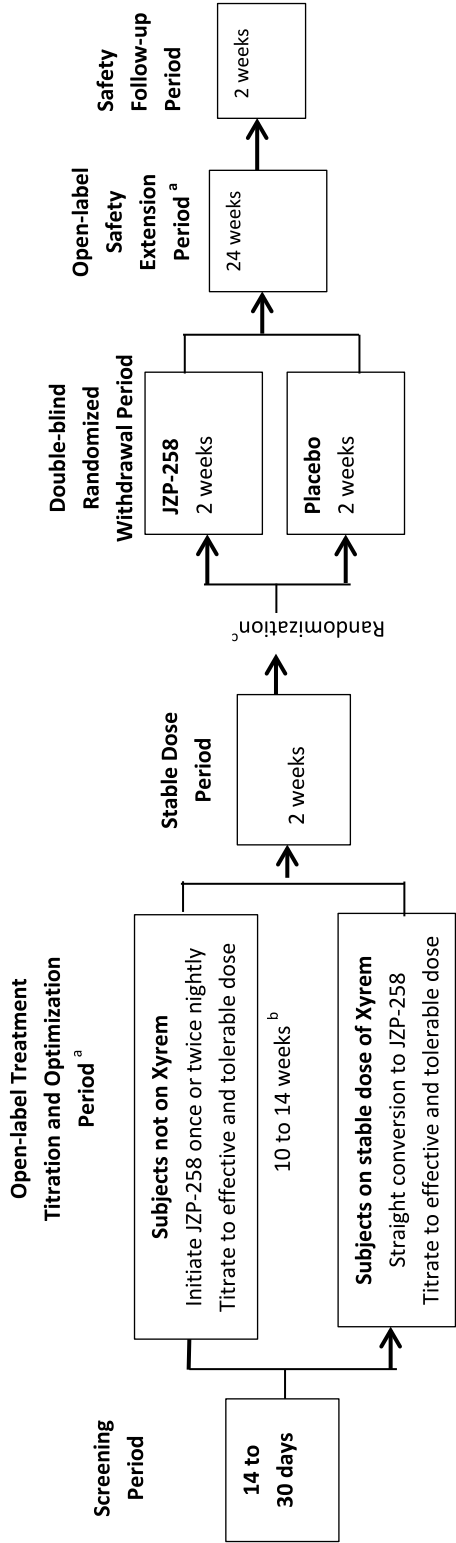 Screening
Period
14 to
30 days
Open-label Treatment
Titration and Optimization
Period a
Subjects not on Xyrem
Initiate JZP-258 once or twice nightly
Titrate to effective and tolerable dose
10 to 14 weeks b
Subjects on stable dose of Xyrem
Straight conversion to JZP-258
Titrate to effective and tolerable dose
Stable Dose
Period
2 weeks
Randomization c
Double-blind
Randomized
Withdrawal Period
JZP-258
2 weeks
Placebo
2 weeks
Open-label
Safety
Extension
Period a
24 weeks
Safety
Follow-up
Period
2 weeks